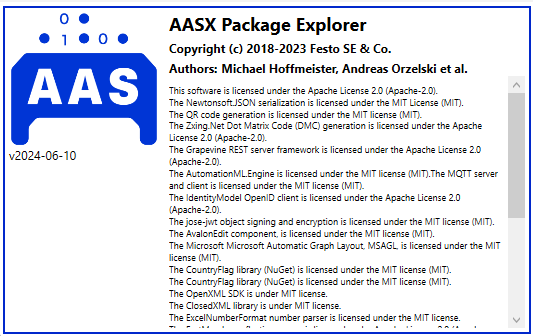 0
1 0
AAS
v2024-06-10
AASX Package Explorer
Copyright (c) 2018-2023 Festo SE & Co.
Authors: Michael Hoffmeister, Andreas Orzelski et al.
This software is licensed under the Apache License 2.0 (Apache-2.0).
The Newtonsoft.JSON serialization is licensed under the MIT License (MIT).
The QR code generation is licensed under the MIT license (MIT).
The Zxing.Net Dot Matrix Code (DMC) generation is licensed under the Apache
License 2.0 (Apache-2.0).
The Grapevine REST server framework is licensed under the Apache License 2.0
(Apache-2.0).
The AutomationML.Engine is licensed under the MIT license (MIT).The MQTT server
and client is licensed under the MIT license (MIT).
The IdentityModel OpenID client is licensed under the Apache License 2.0
(Apache-2.0).
The jose-jwt object signing and encryption is licensed under the MIT license (MIT).
The AvalonEdit component, is licensed under the MIT license (MIT).
The Microsoft Microsoft Automatic Graph Layout, MSAGL, is licensed under the MIT
license (MIT).
The CountryFlag library (NuGet) is licensed under the MIT license (MIT).
The CountryFlag library (NuGet) is licensed under the MIT license (MIT).
The OpenXML SDK is under MIT license.
The ClosedXML library is under MIT license.
The ExcelNumberFormat number parser is licensed under the MIT license.